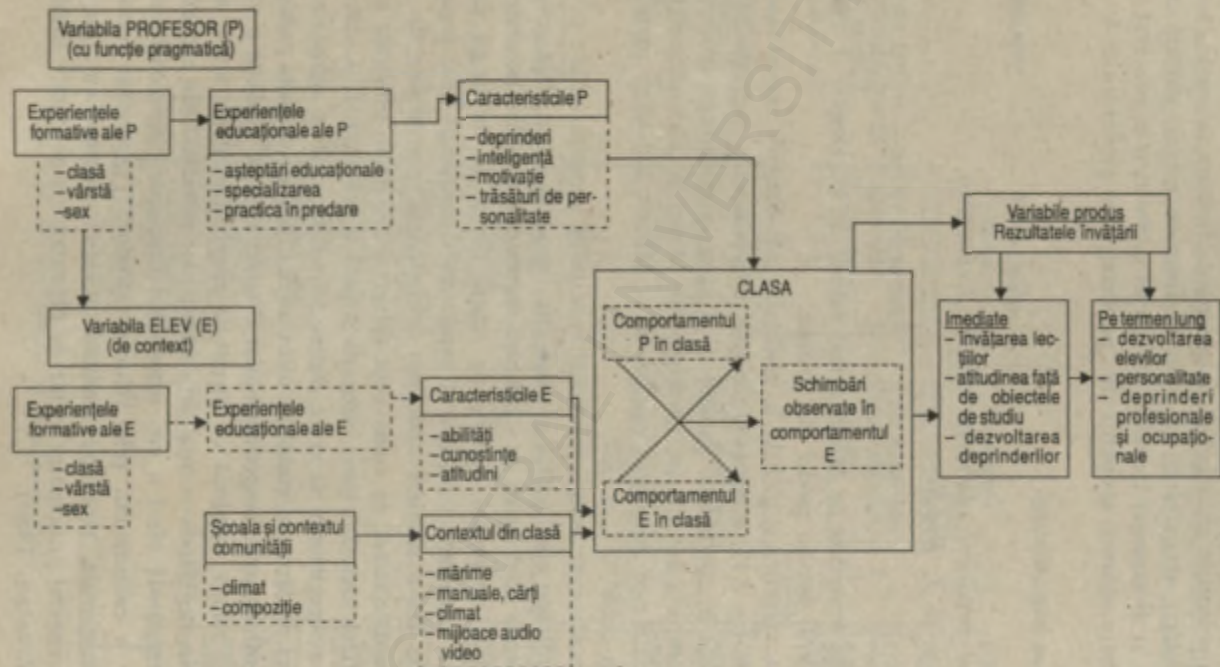 Variabila PROFESOR (P)
(cu funcție pragmatică)
Experiențele
formative ale P
– clasă
– vârstă
– sex
Experiențele
educaționale ale P
– așteptări educaționale
– specializarea
– practica în predare
Caracteristicile P
– deprinderi
– inteligență
– motivație
– trăsături de per-
sonalitate
Variabila ELEV (E)
(de context)
Experiențele
formative ale E
– clasă
– vârstă
– sex
Experiențele
educaționale ale E
Caracteristicile E
– abilități
– cunoștințe
– atitudini
Școala și contextul
comunității
– climat
– compoziție
Contextul din clasă
– mărime
– manuale, cărți
– climat
– mijloace audio
video
CLASA
Comportamentul
P în clasă
Schimbări
observate în
comportamentul
E
Comportamentul
E în clasă
Variabile produs
Rezultatele învățării
Imediate
– învățarea lec-
țiilor
– atitudinea față
de obiectele
de studiu
– dezvoltarea
deprinderilor
Pe termen lung
– dezvoltarea
elevilor
– personalitate
– deprinderi
profesionale
și ocupațio-
nale